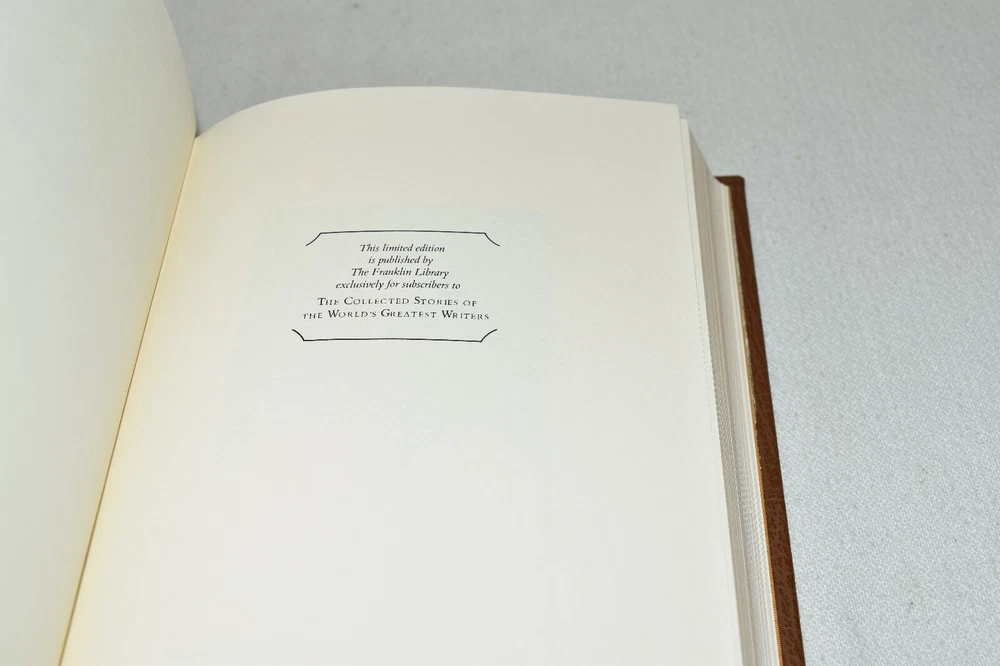 This limited edition
is published by
The Franklin Library
exclusively for subscribers to
THE COLLECTED STORIES OF
THE WORLD'S GREATEST WRITERS